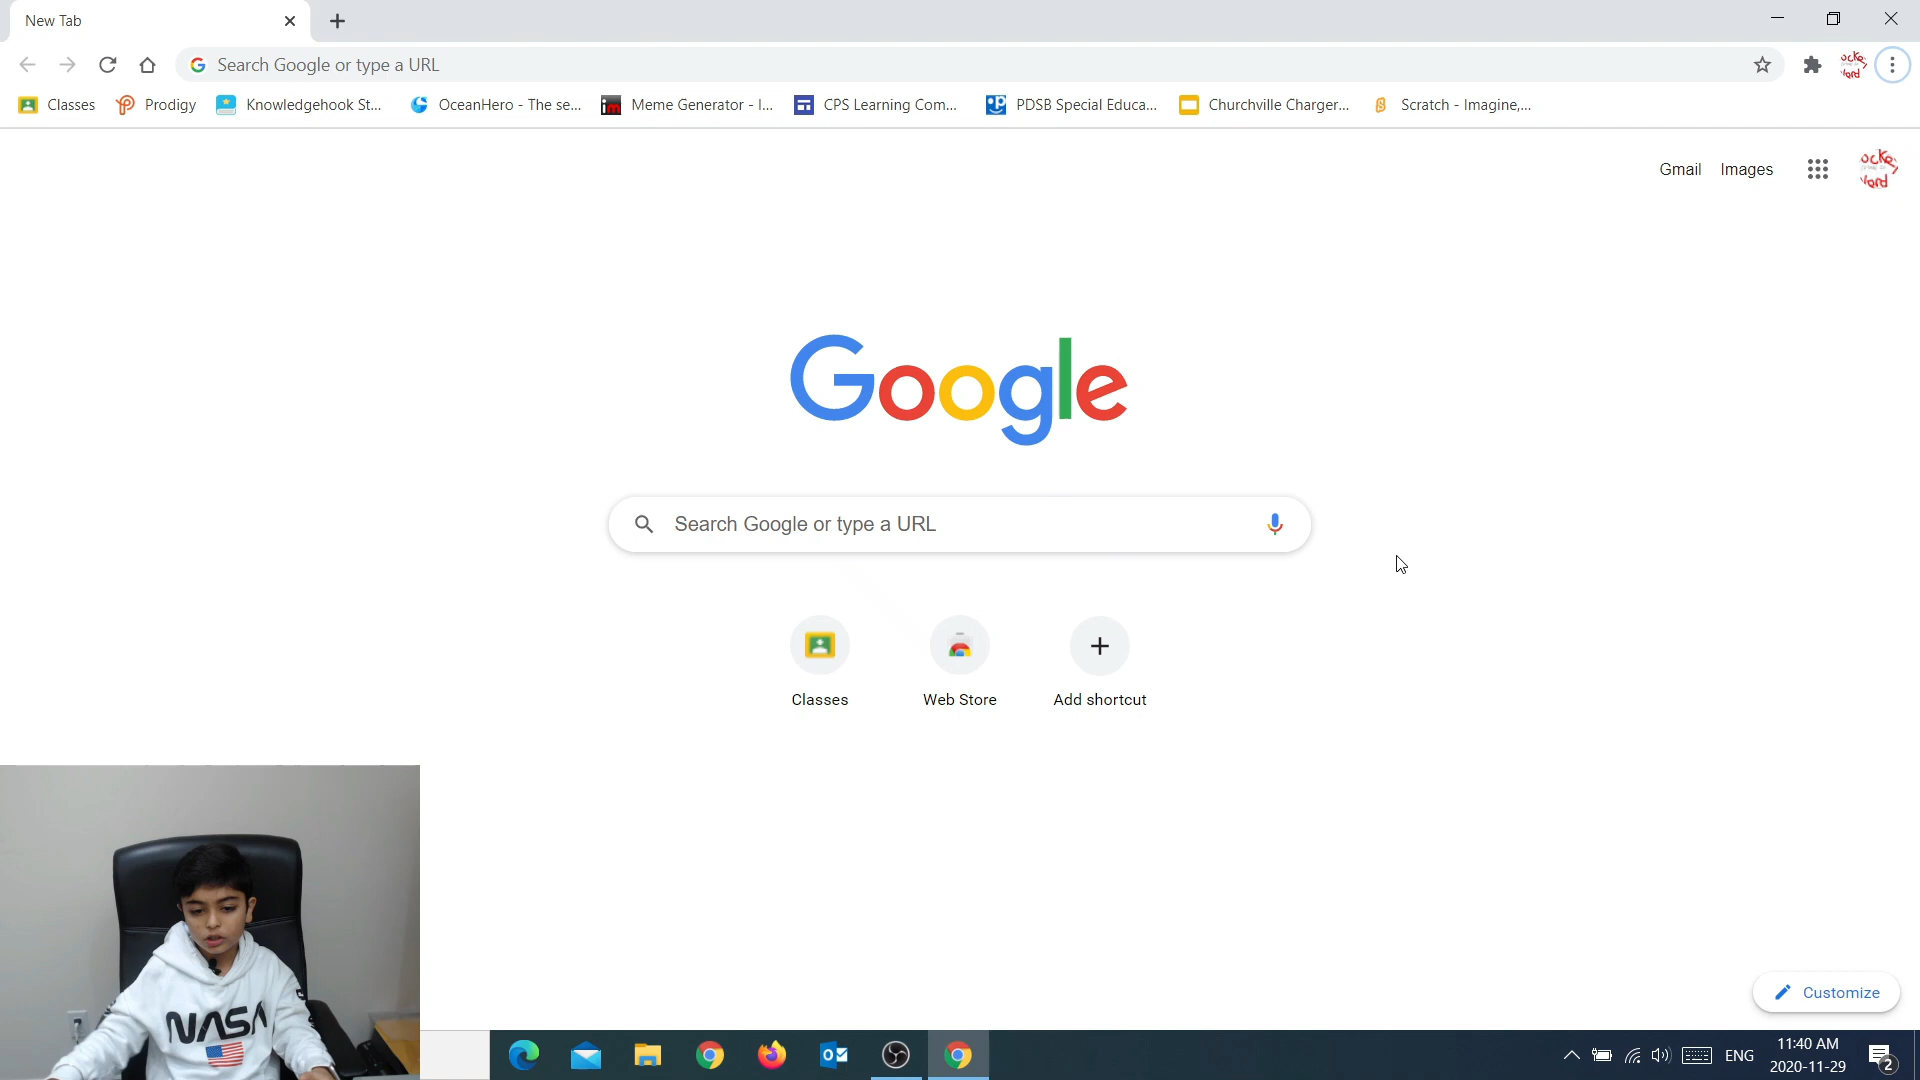 New Tab
Search Google or type a URL
Classes
Prodigy
Knowledgehook St...
OceanHero - The se...
im
Meme Generator - I...
CPS Learning Com...
p
PDSB Special Educa...
Churchville Charger...
Scratch - Imagine,...
Gmail
Images
Google
Search Google or type a URL
Classes
Web Store
Add shortcut
Customize
NASA
ENG
11:40 AM
2020-11-29
2